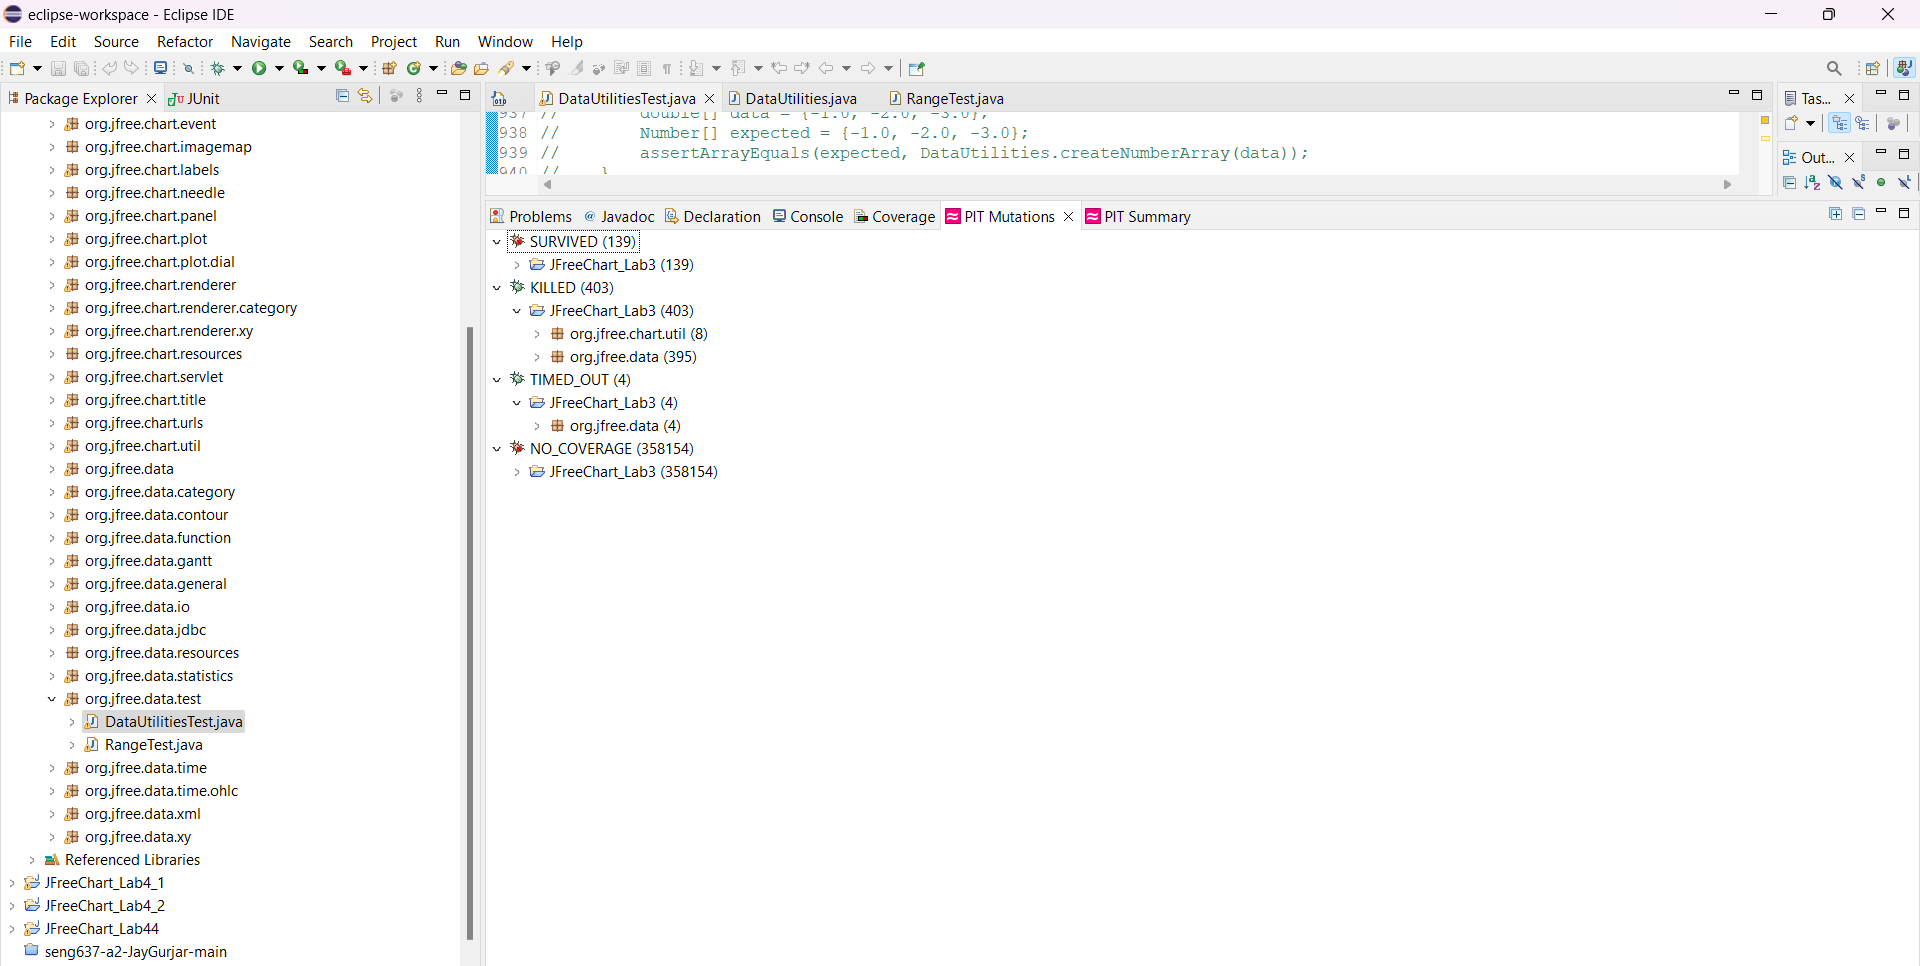 eclipse-workspace - Eclipse IDE
File Edit Source Refactor Navigate Search Project Run Window Help
Package Explorer JUnit
org.jfree.chart.event
org.jfree.chart.imagemap
org.jfree.chart.labels
org.jfree.chart.needle
org.jfree.chart.panel
org.jfree.chart.plot
org.jfree.chart.plot.dial
org.jfree.chart.renderer
org.jfree.chart.renderer.category
org.jfree.chart.renderer.xy
org.jfree.chart.resources
org.jfree.chart.servlet
org.jfree.chart.title
org.jfree.chart.urls
org.jfree.chart.util
org.jfree.data
org.jfree.data.category
org.jfree.data.contour
org.jfree.data.function
org.jfree.data.gantt
org.jfree.data.general
org.jfree.data.io
org.jfree.data.jdbc
org.jfree.data.resources
org.jfree.data.statistics
org.jfree.data.test
DataUtilitiesTest.java
RangeTest.java
org.jfree.data.time
org.jfree.data.time.ohlc
org.jfree.data.xml
org.jfree.data.xy
Referenced Libraries
JFreeChart_Lab4_1
JFreeChart_Lab4_2
JFreeChart_Lab44
seng637-a2-JayGurjar-main
DataUtilitiesTest.java DataUtilities.java RangeTest.java
937 // double[] data = {-1.0, -2.0, -3.0};
938 // Number[] expected = {-1.0, -2.0, -3.0};
939 // assertArrayEquals(expected, DataUtilities.createNumberArray(data));
940 // }
Problems Javadoc Declaration Console Coverage PIT Mutations PIT Summary
SURVIVED (139)
JFreeChart_Lab3 (139)
KILLED (403)
JFreeChart_Lab3 (403)
org.jfree.chart.util (8)
org.jfree.data (395)
TIMED_OUT (4)
JFreeChart_Lab3 (4)
org.jfree.data (4)
NO_COVERAGE (358154)
JFreeChart_Lab3 (358154)
Tas...
Out...